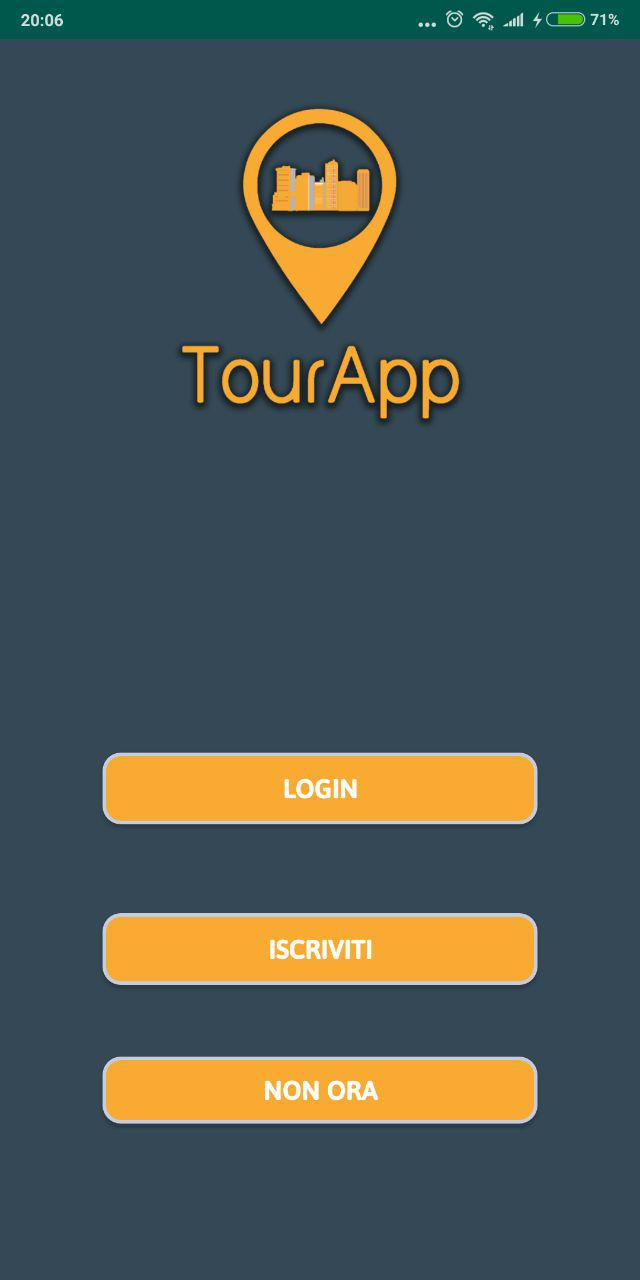 20:06 71%
TourApp
LOGIN
ISCRIVITI
NON ORA